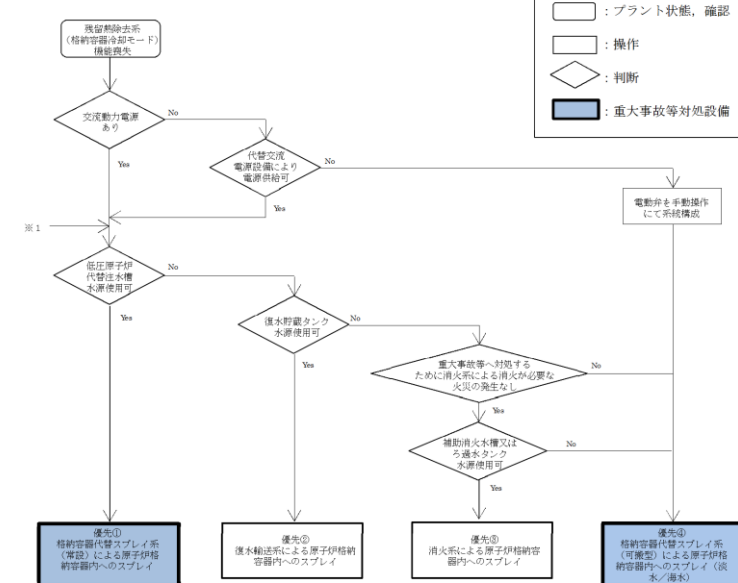 ：プラント状態，確認
：操作
：判断
：重大事故等対処設備
残留熱除去系
（格納容器冷却モード）
機能喪失
交流動力電源
あり
No
Yes
代替交流
電源設備により
電源供給可
No
Yes
電動弁を手動操作
にて系統構成
※1
低圧原子炉
代替注水槽
水源使用可
No
Yes
復水貯蔵タンク
水源使用可
No
Yes
重大事故等へ対処する
ために消火系による消火が必要な
火災の発生なし
No
Yes
補助消火水槽又は
ろ過水タンク
水源使用可
No
Yes
優先①
格納容器代替スプレイ系
（常設）による原子炉格
納容器内へのスプレイ
優先②
復水輸送系による原子炉格納
容器内へのスプレイ
優先③
消火系による原子炉格納容
器内へのスプレイ
優先④
格納容器代替スプレイ系
（可搬型）による原子炉格
納容器内へのスプレイ（淡
水／海水）